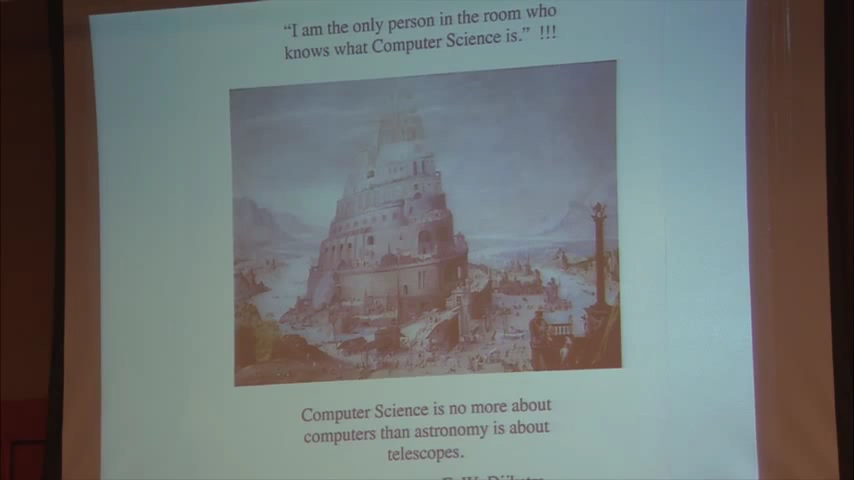 “I am the only person in the room who
knows what Computer Science is.” !!!
Computer Science is no more about
computers than astronomy is about
telescopes.
E. W. Dijkstra